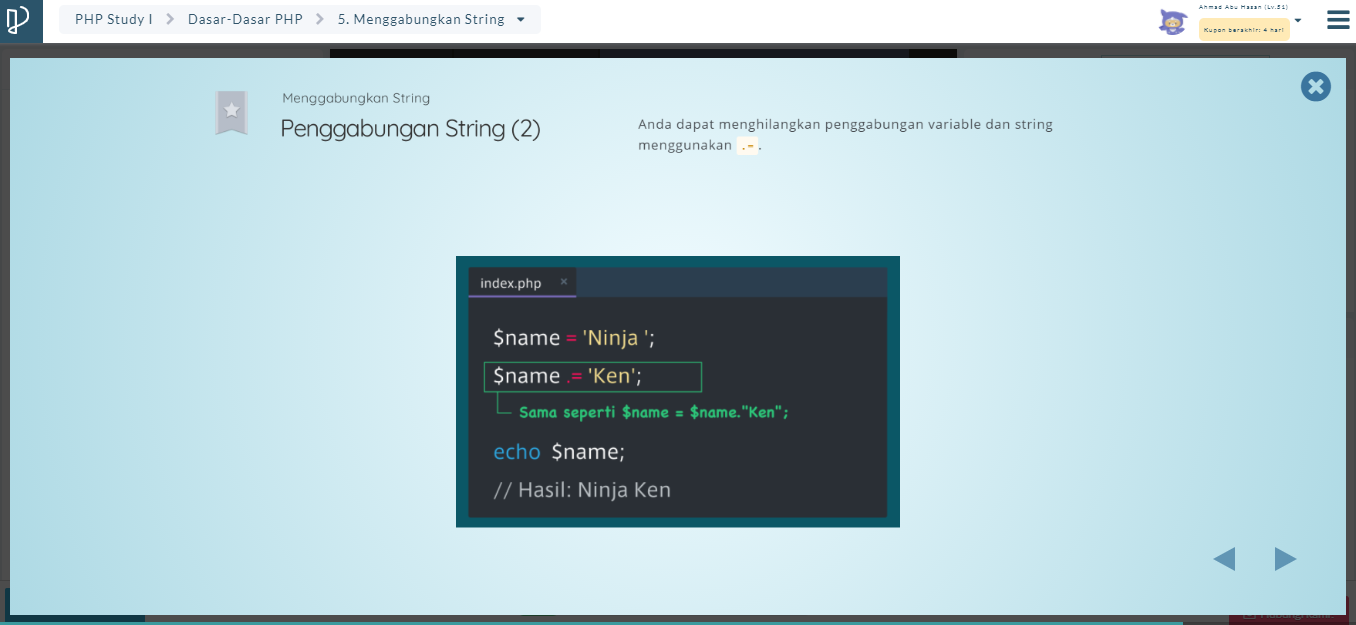 PHP Study I
Dasar-Dasar PHP
5. Menggabungkan String
Ahmad Abu Hasan (Lv.51)
Kupon berakhir: 4 hari
Menggabungkan String
Penggabungan String (2)
Anda dapat menghilangkan penggabungan variable dan string
menggunakan .=.
index.php ×
$name = 'Ninja ';
$name .= 'Ken';
Sama seperti $name = $name."Ken";
echo $name;
// Hasil: Ninja Ken